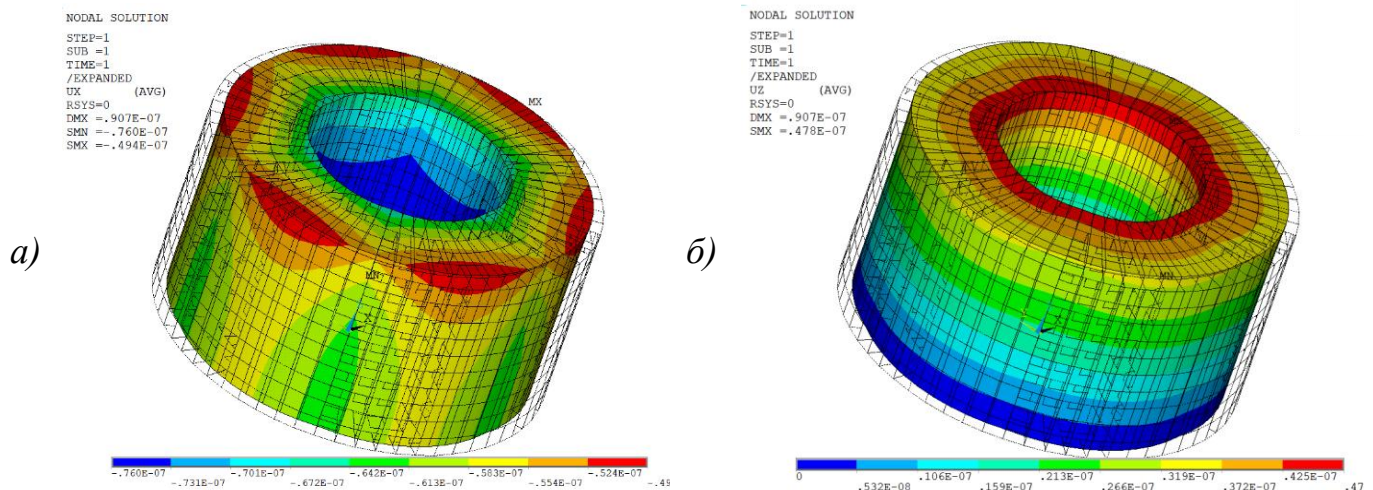 NODAL SOLUTION
STEP=1
SUB =1
TIME=1
/EXPANDED
UX (AVG)
RSYS=0
DMX =.907E-07
SMN =-.760E-07
SMX =-.494E-07
MX
MN
X
а)
-.760E-07 -.701E-07 -.642E-07 -.583E-07 -.524E-07
-.731E-07 -.672E-07 -.613E-07 -.554E-07 -.49
NODAL SOLUTION
STEP=1
SUB =1
TIME=1
/EXPANDED
UZ (AVG)
RSYS=0
DMX =.907E-07
SMX =.478E-07
MN
б)
0 .106E-07 .213E-07 .319E-07 .425E-07
.532E-08 .159E-07 .266E-07 .372E-07 .47